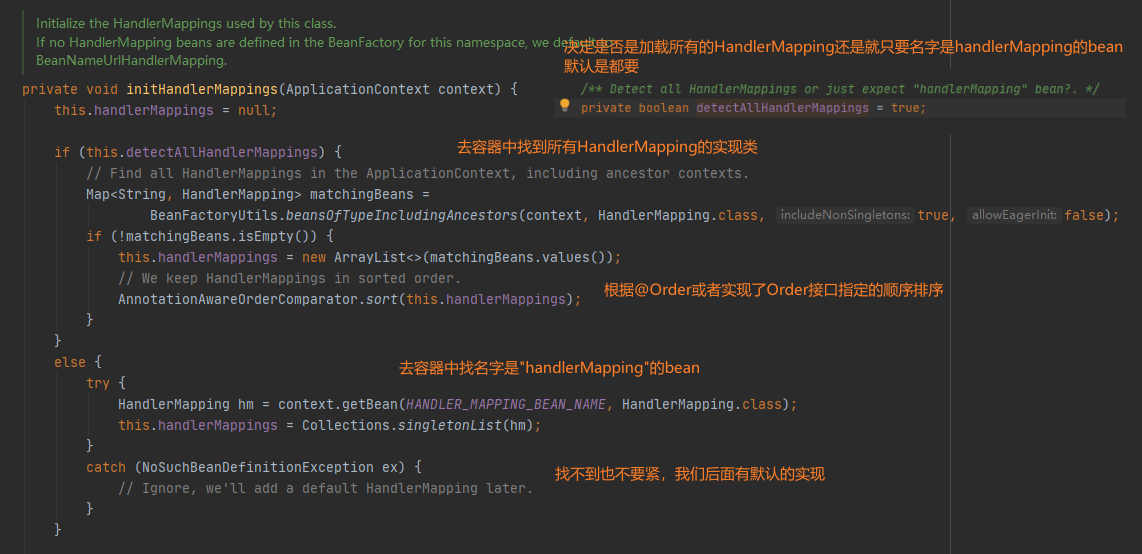 Initialize the HandlerMappings used by this class.
If no HandlerMapping beans are defined in the BeanFactory for this namespace, we default to
BeanNameUrlHandlerMapping.
决定是否是加载所有的HandlerMapping还是就只要名字是handlerMapping的bean
默认是都要
private void initHandlerMappings(ApplicationContext context) {
/** Detect all HandlerMappings or just expect "handlerMapping" bean?. */
this.handlerMappings = null;
private boolean detectAllHandlerMappings = true;
去容器中找到所有HandlerMapping的实现类
if (this.detectAllHandlerMappings) {
// Find all HandlerMappings in the ApplicationContext, including ancestor contexts.
Map<String, HandlerMapping> matchingBeans =
BeanFactoryUtils.beansOfTypeIncludingAncestors(context, HandlerMapping.class, includeNonSingletons: true, allowEagerInit: false);
if (!matchingBeans.isEmpty()) {
this.handlerMappings = new ArrayList<>(matchingBeans.values());
// We keep HandlerMappings in sorted order.
AnnotationAwareOrderComparator.sort(this.handlerMappings);
根据@Order或者实现了Order接口指定的顺序排序
}
}
else {
去容器中找名字是"handlerMapping"的bean
try {
HandlerMapping hm = context.getBean(HANDLER_MAPPING_BEAN_NAME, HandlerMapping.class);
this.handlerMappings = Collections.singletonList(hm);
}
catch (NoSuchBeanDefinitionException ex) {
找不到也不要紧，我们后面有默认的实现
// Ignore, we'll add a default HandlerMapping later.
}
}